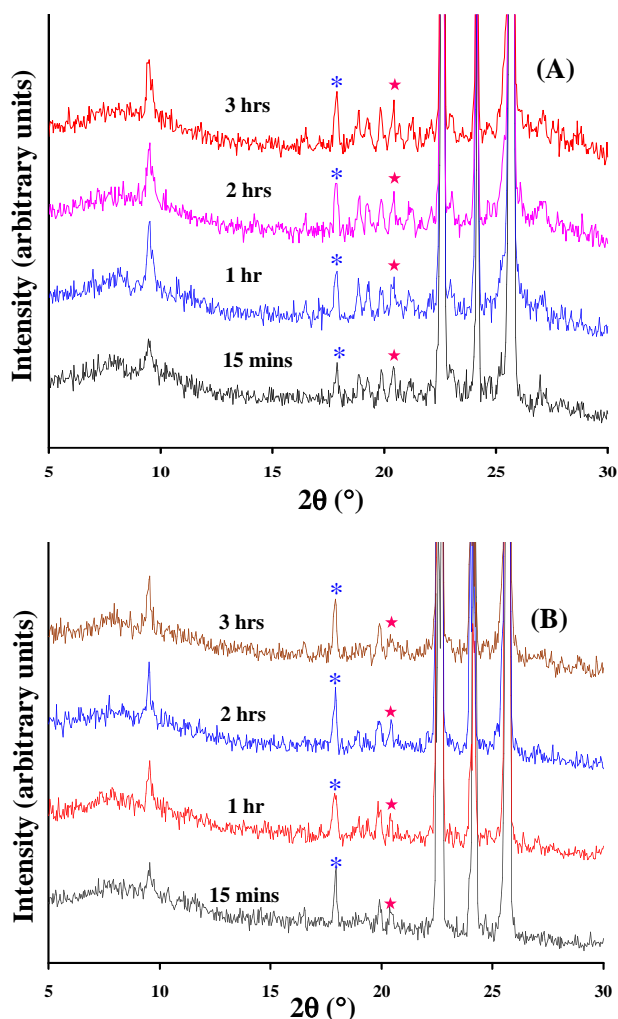 (A)
3 hrs
2 hrs
1 hr
15 mins
Intensity (arbitrary units)
5 10 15 20 25 30
2θ (°)
(B)
3 hrs
2 hrs
1 hr
15 mins
Intensity (arbitrary units)
5 10 15 20 25 30
2θ (°)